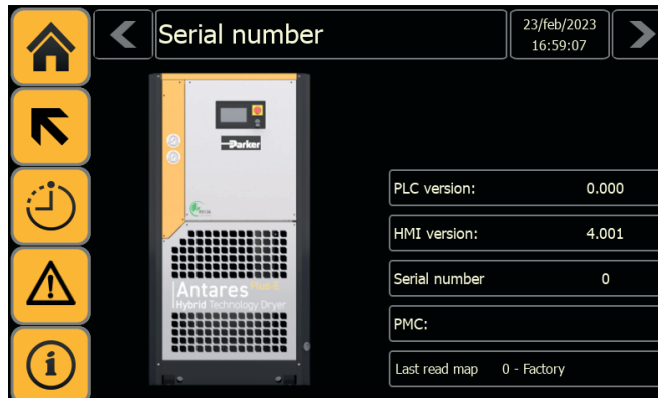 Serial number
23/feb/2023
16:59:07
Parker
Antares Plus-E
Hybrid Technology Dryer
PLC version: 0.000
HMI version: 4.001
Serial number 0
PMC:
Last read map 0 - Factory